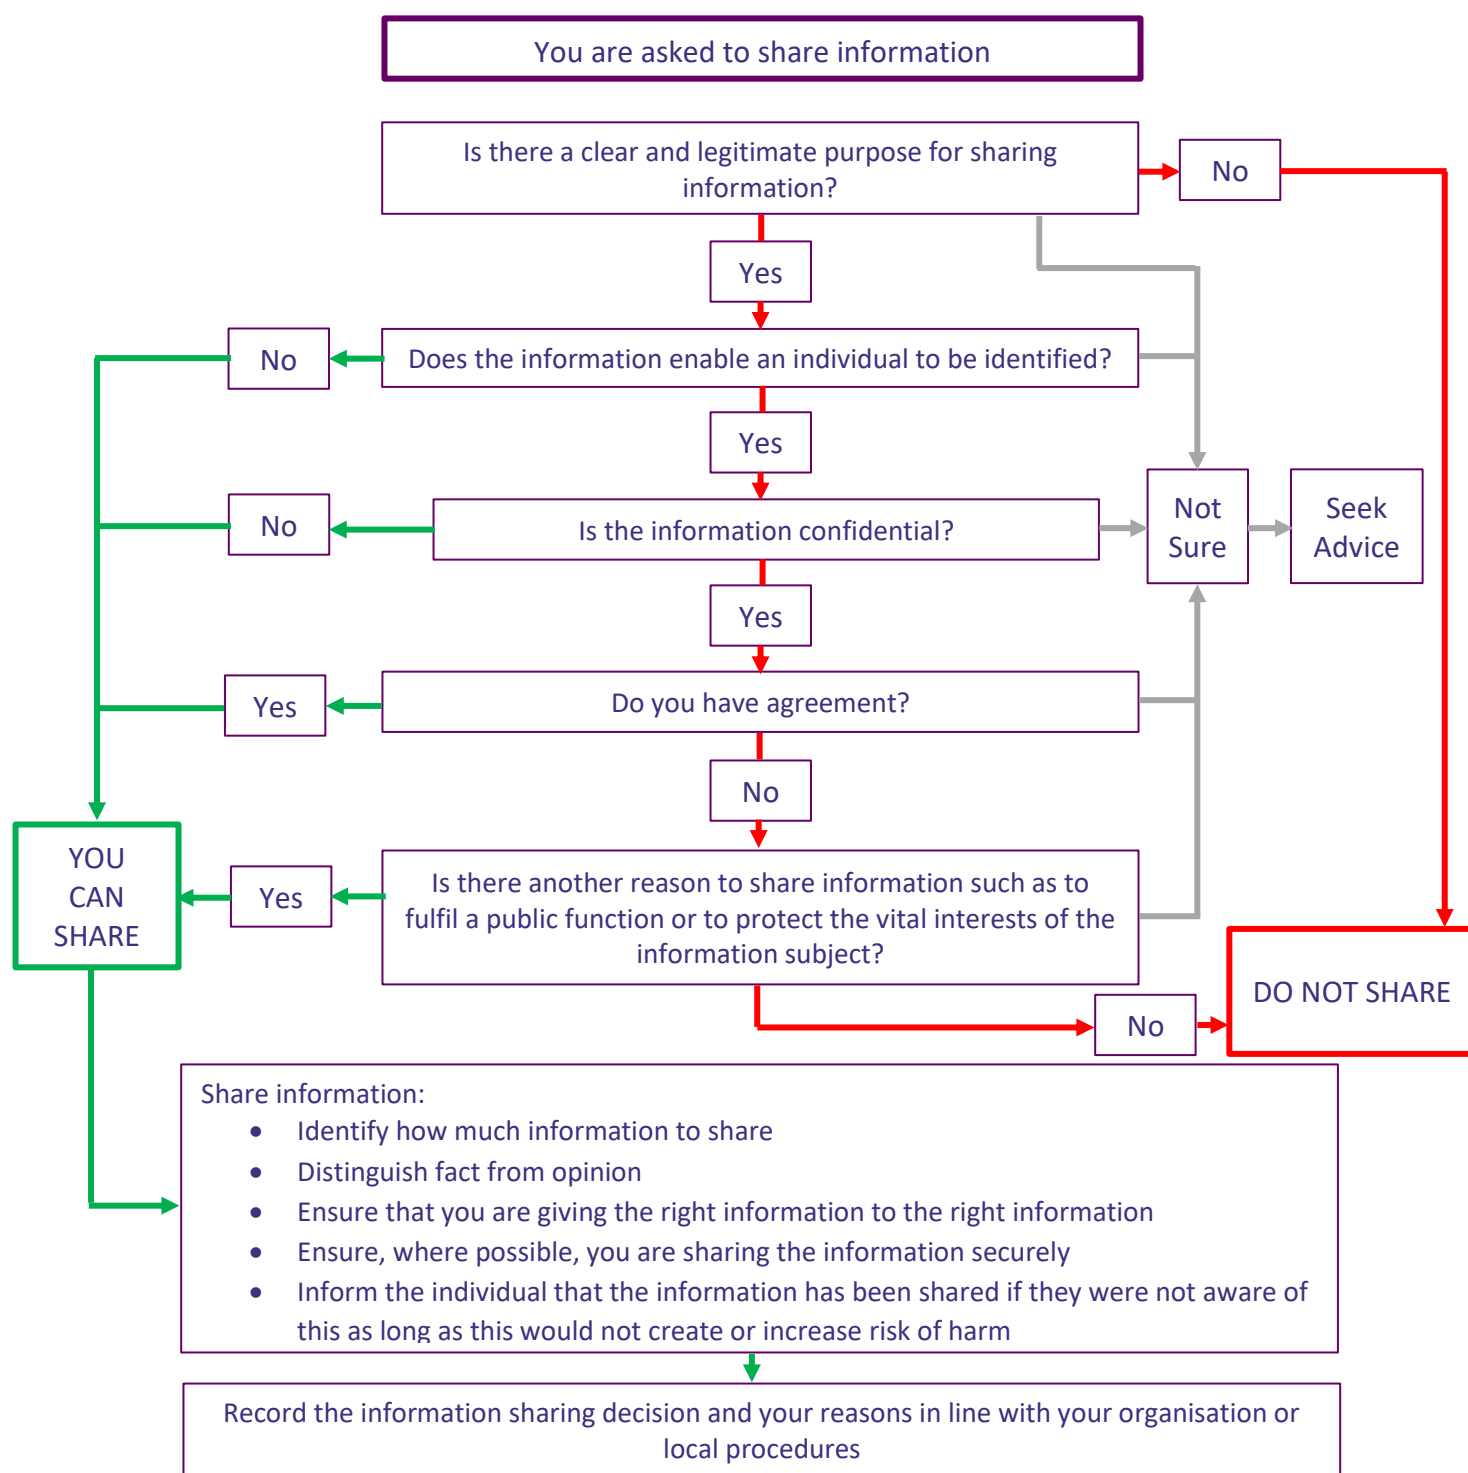 You are asked to share information
Is there a clear and legitimate purpose for sharing
information?
No
Yes
No
Does the information enable an individual to be identified?
Yes
No
Is the information confidential?
Not
Sure
Seek
Advice
Yes
Yes
Do you have agreement?
No
YOU
CAN
SHARE
Yes
Is there another reason to share information such as to
fulfil a public function or to protect the vital interests of the
information subject?
DO NOT SHARE
No
Share information:
• Identify how much information to share
• Distinguish fact from opinion
• Ensure that you are giving the right information to the right information
• Ensure, where possible, you are sharing the information securely
• Inform the individual that the information has been shared if they were not aware of
this as long as this would not create or increase risk of harm
Record the information sharing decision and your reasons in line with your organisation or
local procedures